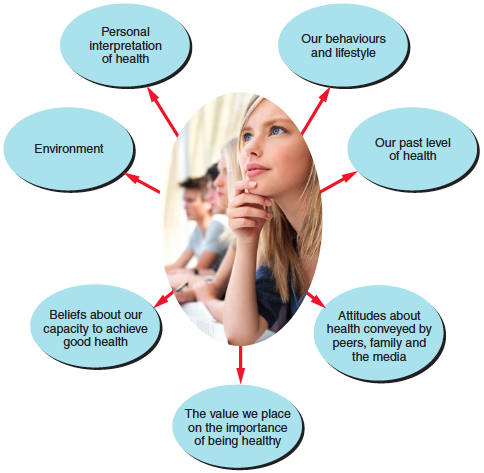 Personal
interpretation
of health
Our behaviours
and lifestyle
Environment
Our past level
of health
Beliefs about our
capacity to achieve
good health
Attitudes about
health conveyed by
peers, family and
the media
The value we place
on the importance
of being healthy